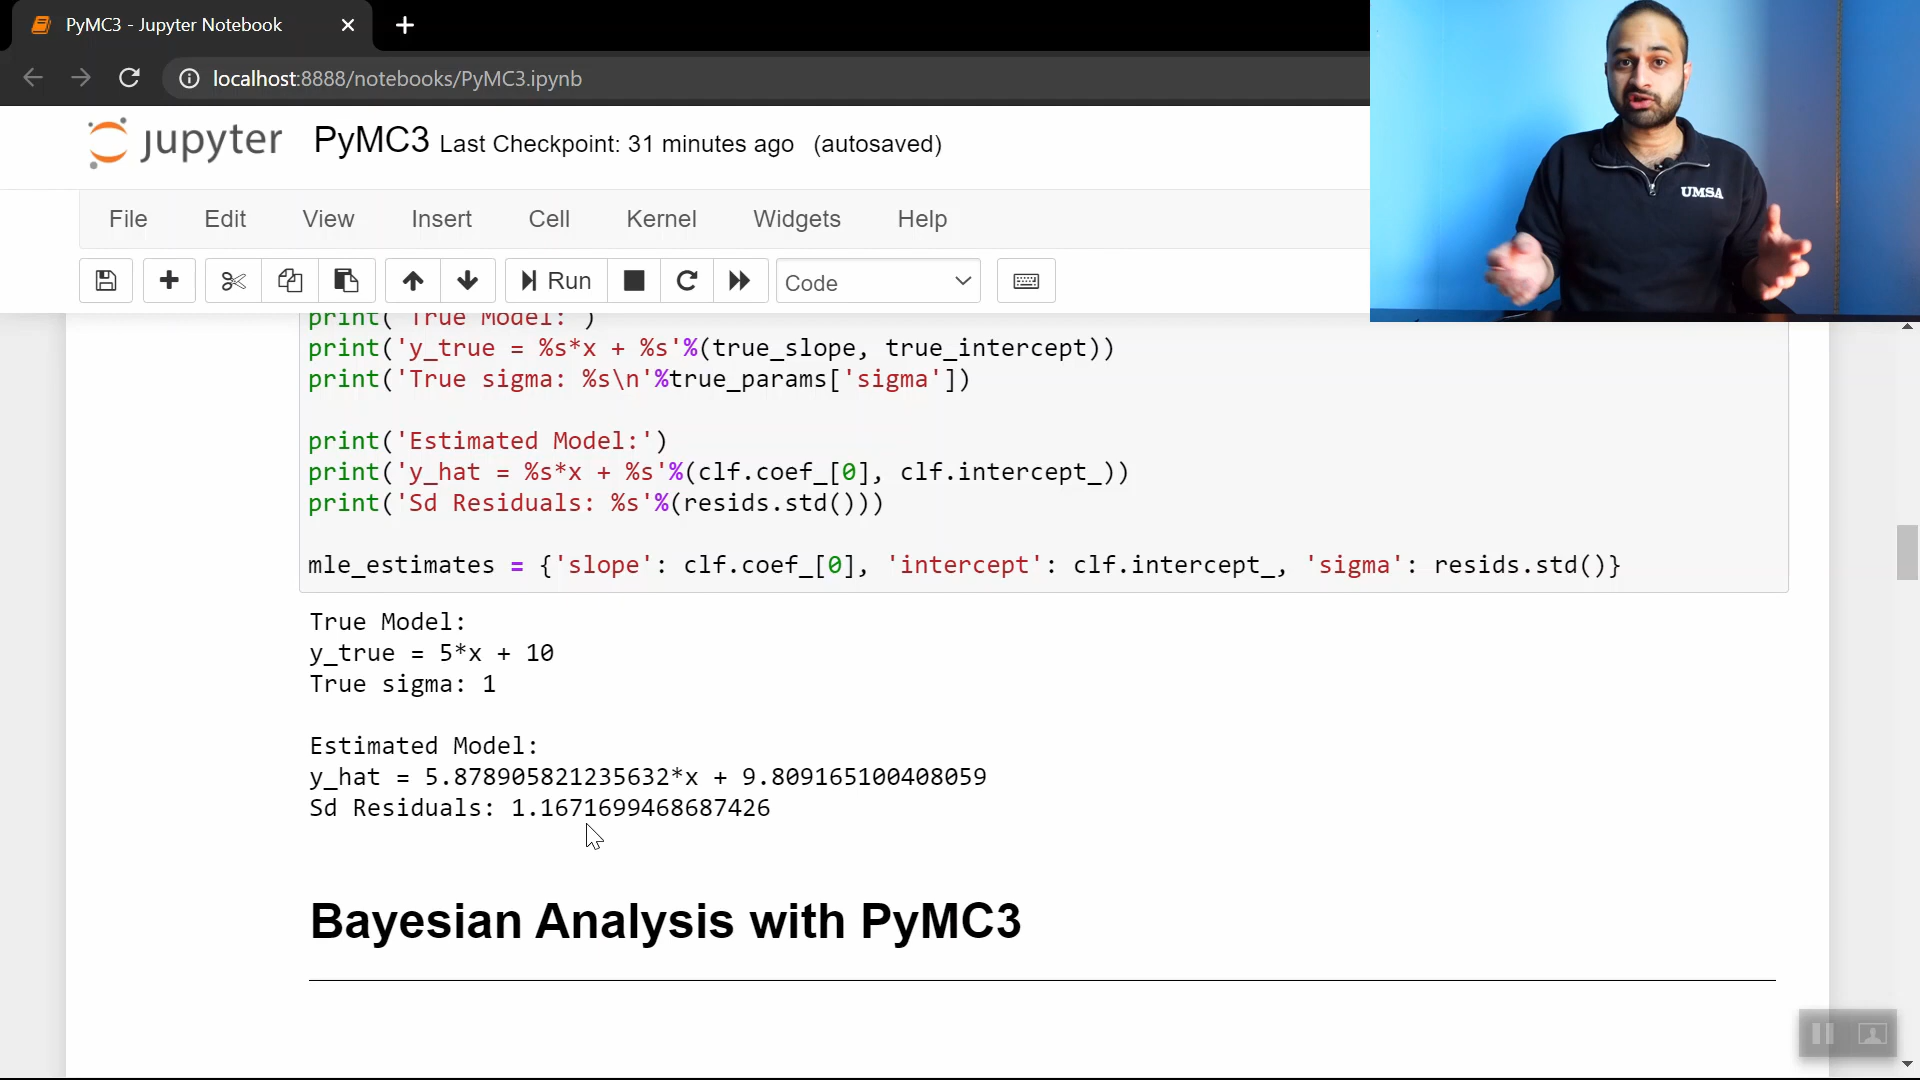 PyMC3 - Jupyter Notebook
localhost:8888/notebooks/PyMC3.ipynb
jupyter PyMC3 Last Checkpoint: 31 minutes ago (autosaved)
UMSA
File Edit View Insert Cell Kernel Widgets Help
Run Code
print('True Model:')
print('y_true = %s*x + %s'%(true_slope, true_intercept))
print('True sigma: %s\n'%true_params['sigma'])
print('Estimated Model:')
print('y_hat = %s*x + %s'%(clf.coef_[0], clf.intercept_))
print('Sd Residuals: %s'%(resids.std()))
mle_estimates = {'slope': clf.coef_[0], 'intercept': clf.intercept_, 'sigma': resids.std()}
True Model:
y_true = 5*x + 10
True sigma: 1
Estimated Model:
y_hat = 5.878905821235632*x + 9.809165100408059
Sd Residuals: 1.1671699468687426
Bayesian Analysis with PyMC3